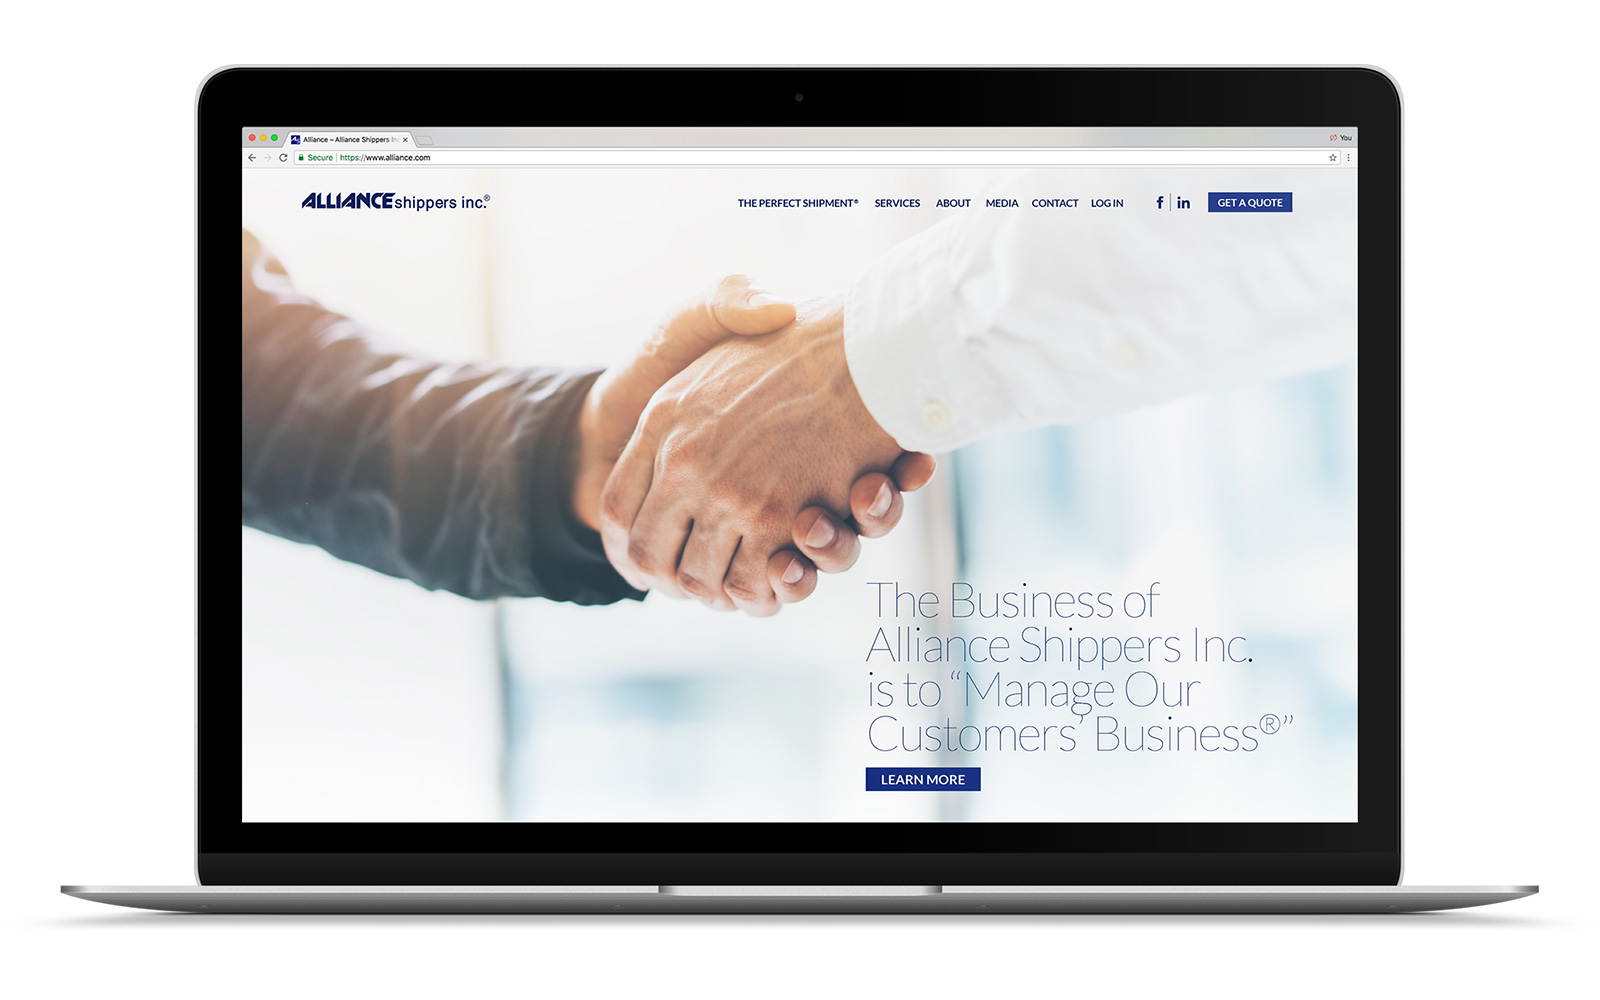 Alliance – Alliance Shippers In
You
Secure https://www.alliance.com
ALLIANCE shippers inc.®
THE PERFECT SHIPMENT® SERVICES ABOUT MEDIA CONTACT LOG IN f in GET A QUOTE
The Business of
Alliance Shippers Inc.
is to “Manage Our
Customers’ Business®”
LEARN MORE